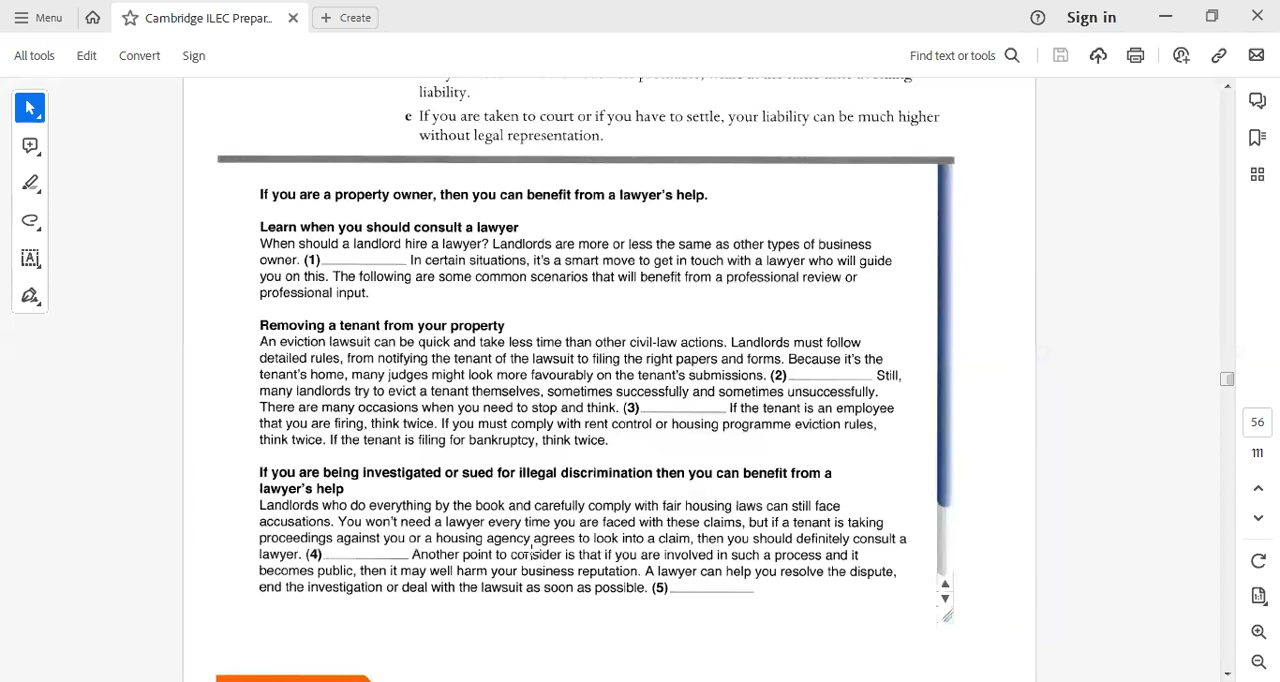 Menu
Cambridge ILEC Prepar...
Create
Sign in
All tools
Edit
Convert
Sign
Find text or tools
liability.
e If you are taken to court or if you have to settle, your liability can be much higher
without legal representation.
If you are a property owner, then you can benefit from a lawyer's help.
Learn when you should consult a lawyer
When should a landlord hire a lawyer? Landlords are more or less the same as other types of business
owner. (1)____________ In certain situations, it's a smart move to get in touch with a lawyer who will guide
you on this. The following are some common scenarios that will benefit from a professional review or
professional input.
Removing a tenant from your property
An eviction lawsuit can be quick and take less time than other civil-law actions. Landlords must follow
detailed rules, from notifying the tenant of the lawsuit to filing the right papers and forms. Because it's the
tenant's home, many judges might look more favourably on the tenant's submissions. (2)____________ Still,
many landlords try to evict a tenant themselves, sometimes successfully and sometimes unsuccessfully.
There are many occasions when you need to stop and think. (3)____________ If the tenant is an employee
that you are firing, think twice. If you must comply with rent control or housing programme eviction rules,
think twice. If the tenant is filing for bankruptcy, think twice.
If you are being investigated or sued for illegal discrimination then you can benefit from a
lawyer's help
Landlords who do everything by the book and carefully comply with fair housing laws can still face
accusations. You won't need a lawyer every time you are faced with these claims, but if a tenant is taking
proceedings against you or a housing agency agrees to look into a claim, then you should definitely consult a
lawyer. (4)____________ Another point to consider is that if you are involved in such a process and it
becomes public, then it may well harm your business reputation. A lawyer can help you resolve the dispute,
end the investigation or deal with the lawsuit as soon as possible. (5)____________
56
111